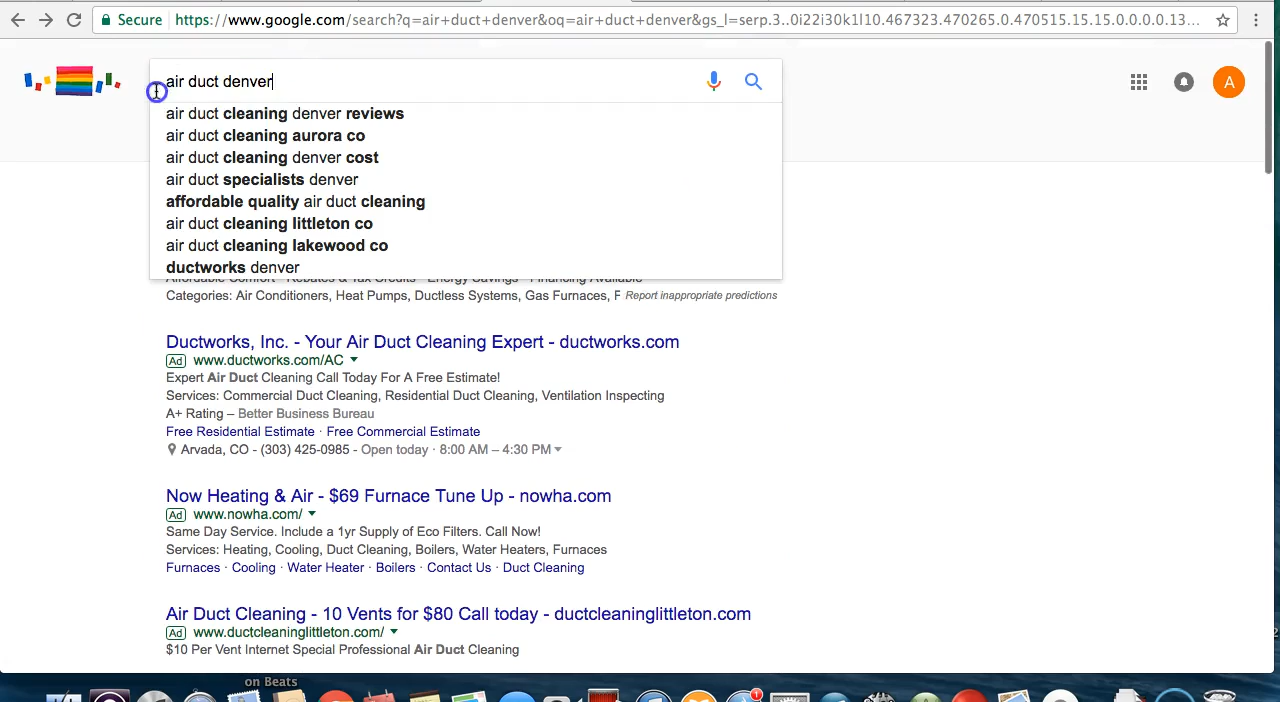 Secure https://www.google.com/search?q=air+duct+denver&oq=air+duct+denver&gs_l=serp.3..0i22i30k1l10.467323.470265.0.470515.15.15.0.0.0.0.13...
air duct denver
A
air duct cleaning denver reviews
air duct cleaning aurora co
air duct cleaning denver cost
air duct specialists denver
affordable quality air duct cleaning
air duct cleaning littleton co
air duct cleaning lakewood co
ductworks denver
Affordable Comfort - Rebates & Tax Credits - Energy Savings - Financing Available
Categories: Air Conditioners, Heat Pumps, Ductless Systems, Gas Furnaces, F Report inappropriate predictions
Ductworks, Inc. - Your Air Duct Cleaning Expert - ductworks.com
Ad www.ductworks.com/AC
Expert Air Duct Cleaning Call Today For A Free Estimate!
Services: Commercial Duct Cleaning, Residential Duct Cleaning, Ventilation Inspecting
A+ Rating – Better Business Bureau
Free Residential Estimate · Free Commercial Estimate
Arvada, CO - (303) 425-0985 - Open today · 8:00 AM – 4:30 PM
Now Heating & Air - $69 Furnace Tune Up - nowha.com
Ad www.nowha.com/
Same Day Service. Include a 1yr Supply of Eco Filters. Call Now!
Services: Heating, Cooling, Duct Cleaning, Boilers, Water Heaters, Furnaces
Furnaces · Cooling · Water Heater · Boilers · Contact Us · Duct Cleaning
Air Duct Cleaning - 10 Vents for $80 Call today - ductcleaninglittleton.com
Ad www.ductcleaninglittleton.com/
$10 Per Vent Internet Special Professional Air Duct Cleaning
on Beats
1